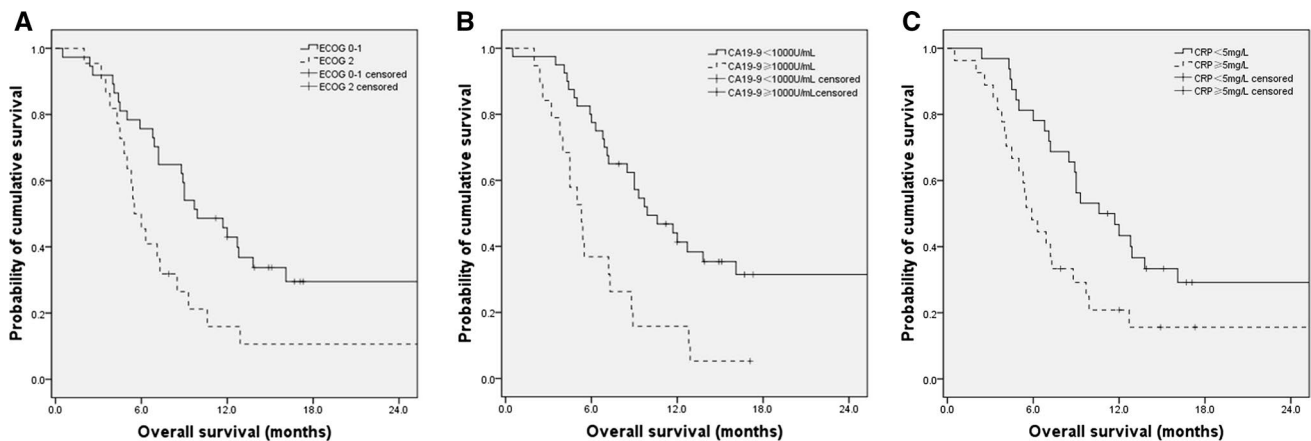 A
Probability of cumulative survival
1.0
0.8
0.6
0.4
0.2
0.0
ECOG 0-1
ECOG 2
ECOG 0-1 censored
ECOG 2 censored
0.0 6.0 12.0 18.0 24.0
Overall survival (months)
B
Probability of cumulative survival
1.0
0.8
0.6
0.4
0.2
0.0
CA19-9<1000U/mL
CA19-9≥1000U/mL
CA19-9<1000U/mL censored
CA19-9≥1000U/mLcensored
0.0 6.0 12.0 18.0 24.0
Overall survival (months)
C
Probability of cumulative survival
1.0
0.8
0.6
0.4
0.2
0.0
CRP<5mg/L
CRP≥5mg/L
CRP<5mg/L censored
CRP≥5mg/L censored
0.0 6.0 12.0 18.0 24.0
Overall survival (months)